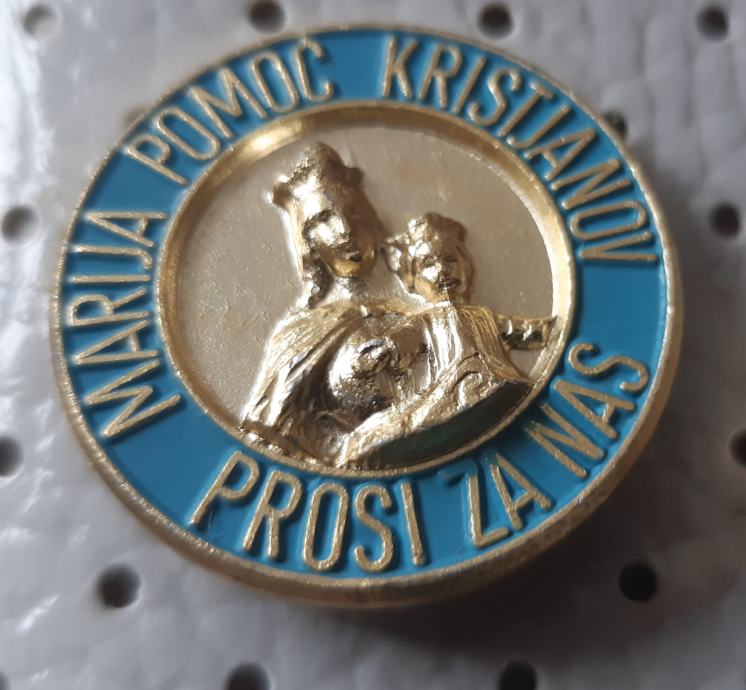 MARIJA POMOČ KRISTJANOV
PROSI ZA NAS